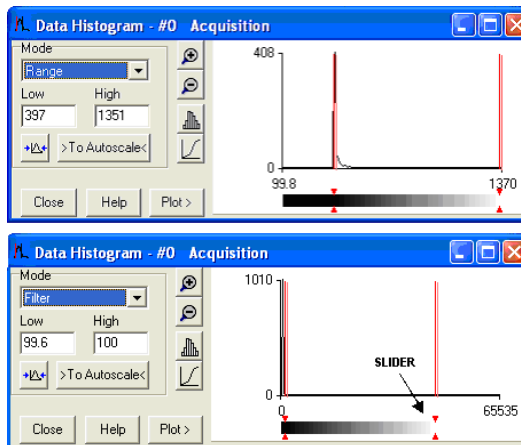 Data Histogram - #0 Acquisition
Mode
Range
Low High
397 1351
>To Autoscale<
Close Help Plot >
408
0
99.8 1370
Data Histogram - #0 Acquisition
Mode
Filter
Low High
99.6 100
>To Autoscale<
Close Help Plot >
1010
0
SLIDER
0 65535